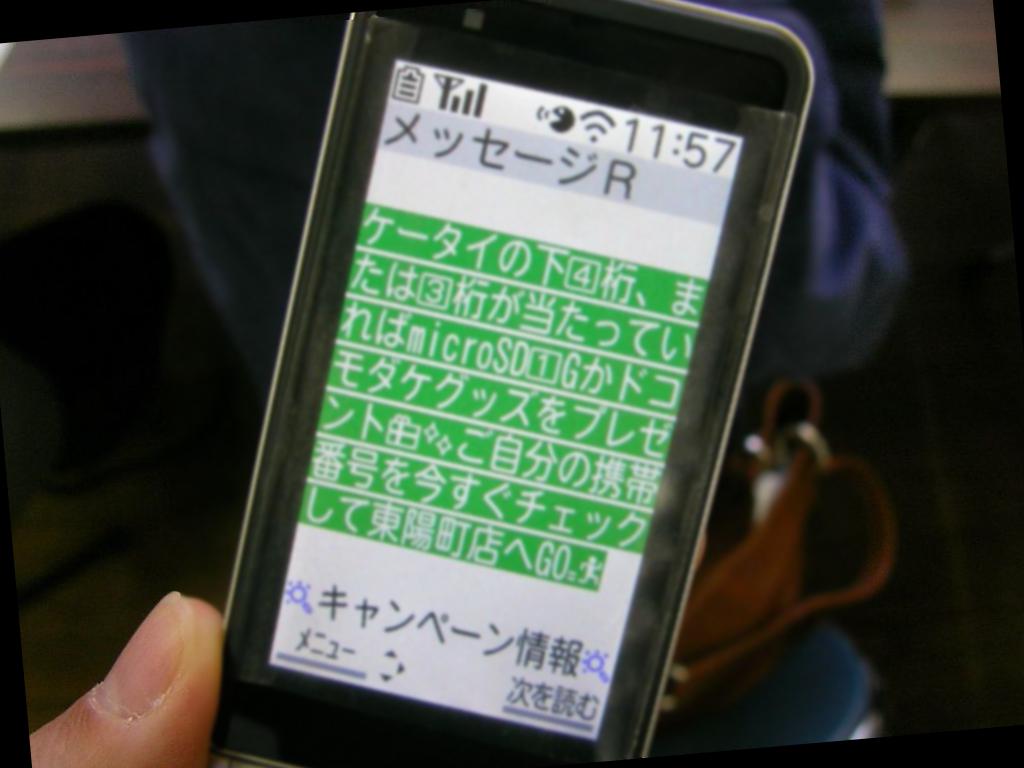 11:57
メッセージR
ケータイの下4桁、ま
たは3桁が当たってい
ればmicroSD1Gかドコ
モダケグッズをプレゼ
ントご自分の携帯
番号を今すぐチェック
して東陽町店へGO
キャンペーン情報
メニュー
次を読む